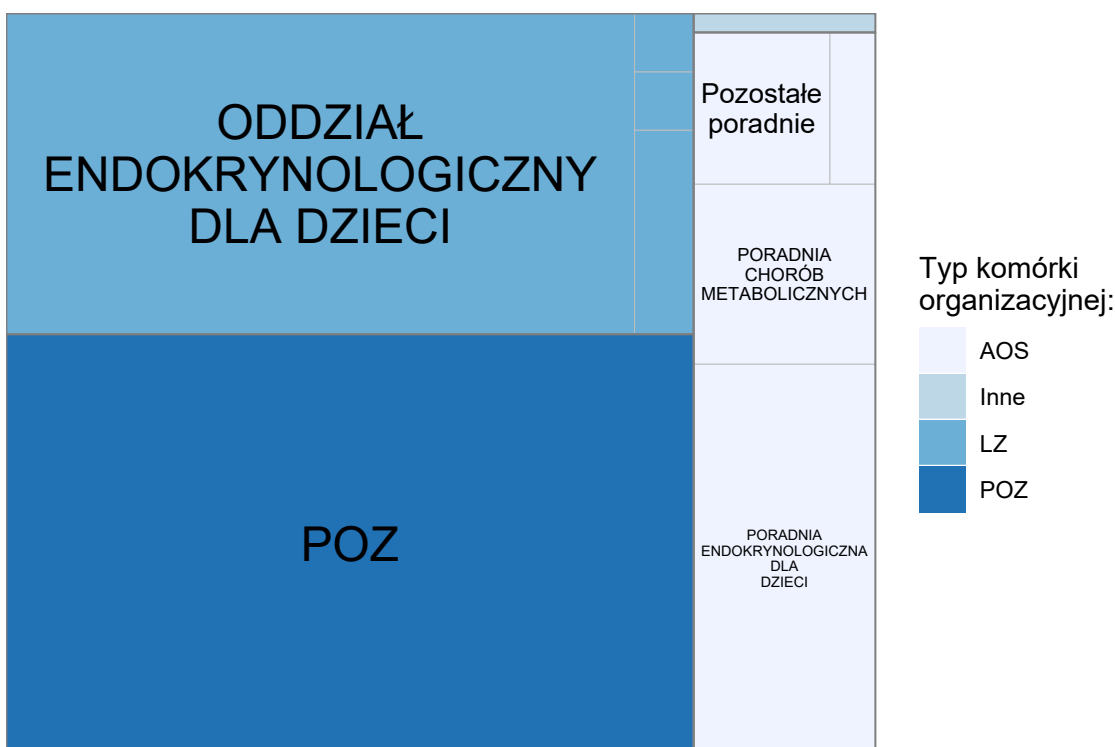 ODDZIAŁ
ENDOKRYNOLOGICZNY
DLA DZIECI
POZ
Pozostałe
poradnie
PORADNIA
CHORÓB
METABOLICZNYCH
PORADNIA
ENDOKRYNOLOGICZNA
DLA
DZIECI
Typ komórki
organizacyjnej:
AOS
Inne
LZ
POZ